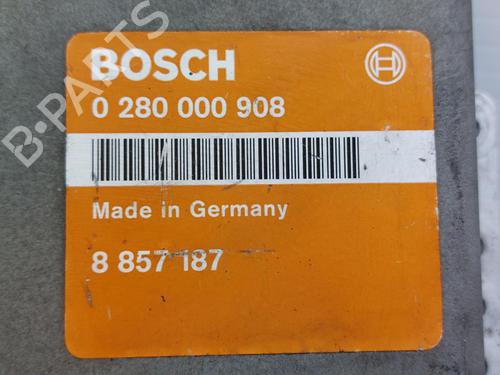 BOSCH
0 280 000 908
Made in Germany
8 857 187
B-PARTS